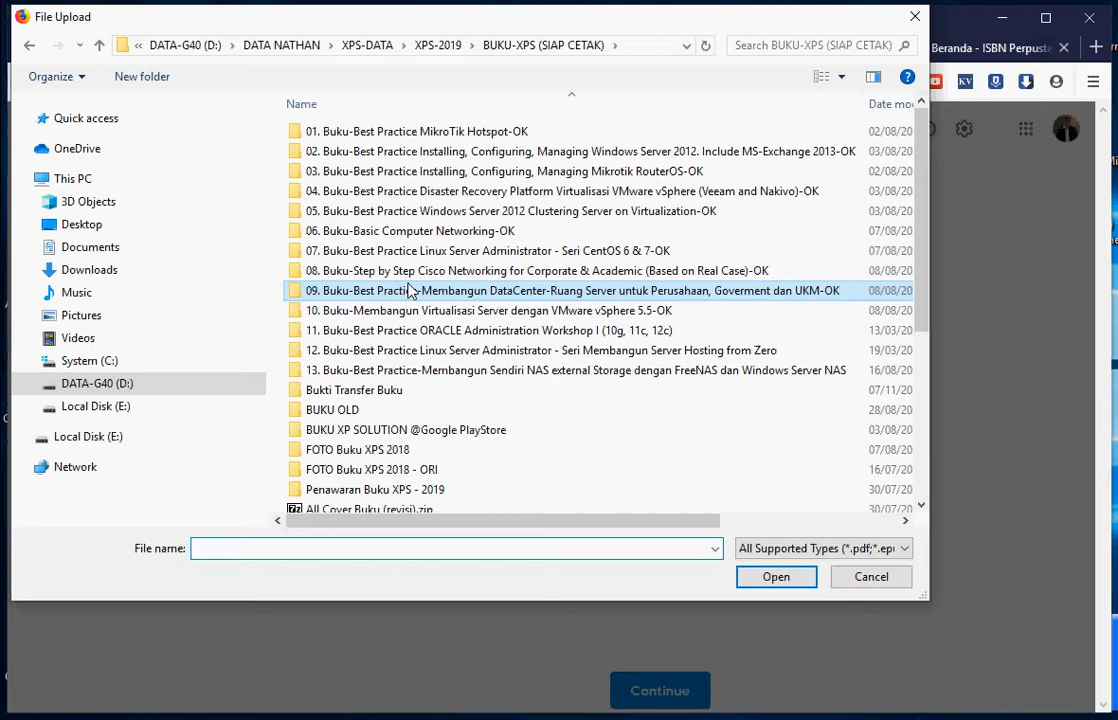 File Upload
« DATA-G40 (D:) › DATA NATHAN › XPS-DATA › XPS-2019 › BUKU-XPS (SIAP CETAK) ›
Search BUKU-XPS (SIAP CETAK)
Beranda - ISBN Perpusta
Organize
New folder
KV
Name
Date mo
Quick access
OneDrive
This PC
3D Objects
Desktop
Documents
Downloads
Music
Pictures
Videos
System (C:)
DATA-G40 (D:)
Local Disk (E:)
Local Disk (E:)
Network
01. Buku-Best Practice MikroTik Hotspot-OK 02/08/20
02. Buku-Best Practice Installing, Configuring, Managing Windows Server 2012. Include MS-Exchange 2013-OK 03/08/20
03. Buku-Best Practice Installing, Configuring, Managing Mikrotik RouterOS-OK 02/08/20
04. Buku-Best Practice Disaster Recovery Platform Virtualisasi VMware vSphere (Veeam and Nakivo)-OK 03/08/20
05. Buku-Best Practice Windows Server 2012 Clustering Server on Virtualization-OK 03/08/20
06. Buku-Basic Computer Networking-OK 07/08/20
07. Buku-Best Practice Linux Server Administrator - Seri CentOS 6 & 7-OK 07/08/20
08. Buku-Step by Step Cisco Networking for Corporate & Academic (Based on Real Case)-OK 08/08/20
09. Buku-Best Practice-Membangun DataCenter-Ruang Server untuk Perusahaan, Goverment dan UKM-OK 08/08/20
10. Buku-Membangun Virtualisasi Server dengan VMware vSphere 5.5-OK 08/08/20
11. Buku-Best Practice ORACLE Administration Workshop I (10g, 11c, 12c) 13/03/20
12. Buku-Best Practice Linux Server Administrator - Seri Membangun Server Hosting from Zero 19/03/20
13. Buku-Best Practice-Membangun Sendiri NAS external Storage dengan FreeNAS dan Windows Server NAS 16/08/20
Bukti Transfer Buku 07/11/20
BUKU OLD 28/08/20
BUKU XP SOLUTION @Google PlayStore 03/08/20
FOTO Buku XPS 2018 07/08/20
FOTO Buku XPS 2018 - ORI 16/07/20
Penawaran Buku XPS - 2019 30/07/20
All Cover Buku (revisi).zip 30/07/20
File name:
All Supported Types (*.pdf;*.epu
Open
Cancel
Continue